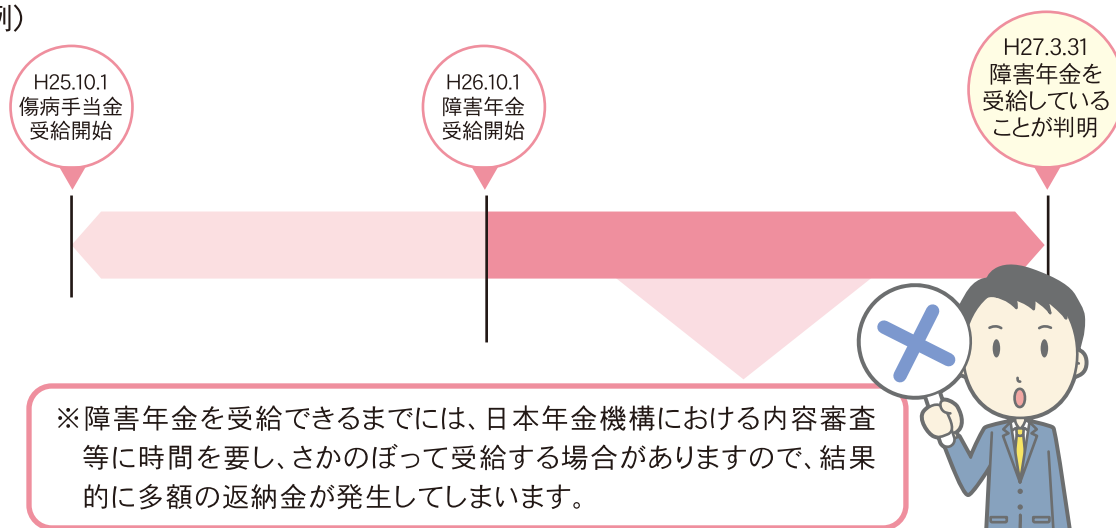 例）
H25.10.1
傷病手当金
受給開始
H26.10.1
障害年金
受給開始
H27.3.31
障害年金を
受給している
ことが判明
※障害年金を受給できるまでには、日本年金機構における内容審査
等に時間を要し、さかのぼって受給する場合がありますので、結果
的に多額の返納金が発生してしまいます。